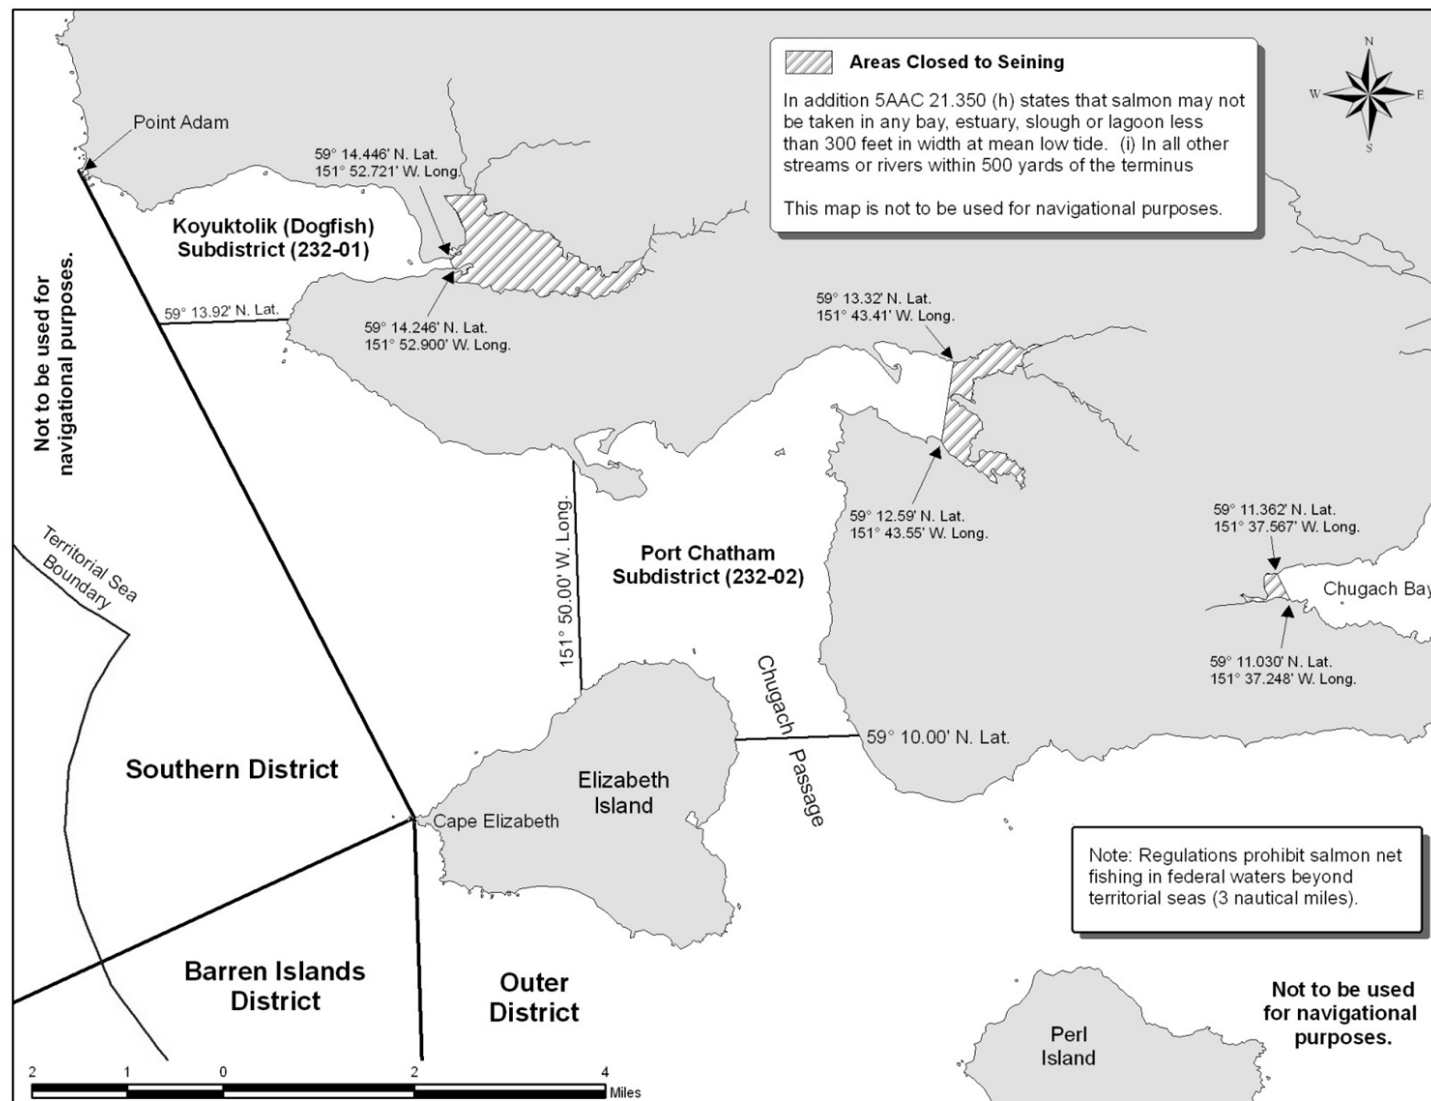 Areas Closed to Seining
In addition 5AAC 21.350 (h) states that salmon may not
be taken in any bay, estuary, slough or lagoon less
than 300 feet in width at mean low tide.  (i) In all other
streams or rivers within 500 yards of the terminus
This map is not to be used for navigational purposes.
N
W
E
S
Point Adam
59° 14.446' N. Lat.
151° 52.721' W. Long.
Koyuktolik (Dogfish)
Subdistrict (232-01)
Not to be used for
navigational purposes.
59° 13.92' N. Lat.
59° 14.246' N. Lat.
151° 52.900' W. Long.
59° 13.32' N. Lat.
151° 43.41' W. Long.
59° 12.59' N. Lat.
151° 43.55' W. Long.
59° 11.362' N. Lat.
151° 37.567' W. Long.
Chugach Bay
59° 11.030' N. Lat.
151° 37.248' W. Long.
Territorial Sea
Boundary
151° 50.00' W. Long.
Port Chatham
Subdistrict (232-02)
Chugach
Passage
59° 10.00' N. Lat.
Southern District
Elizabeth
Island
Cape Elizabeth
Note: Regulations prohibit salmon net
fishing in federal waters beyond
territorial seas (3 nautical miles).
Barren Islands
District
Outer
District
Not to be used
for navigational
purposes.
Perl
Island
2 1 0 2 4
Miles